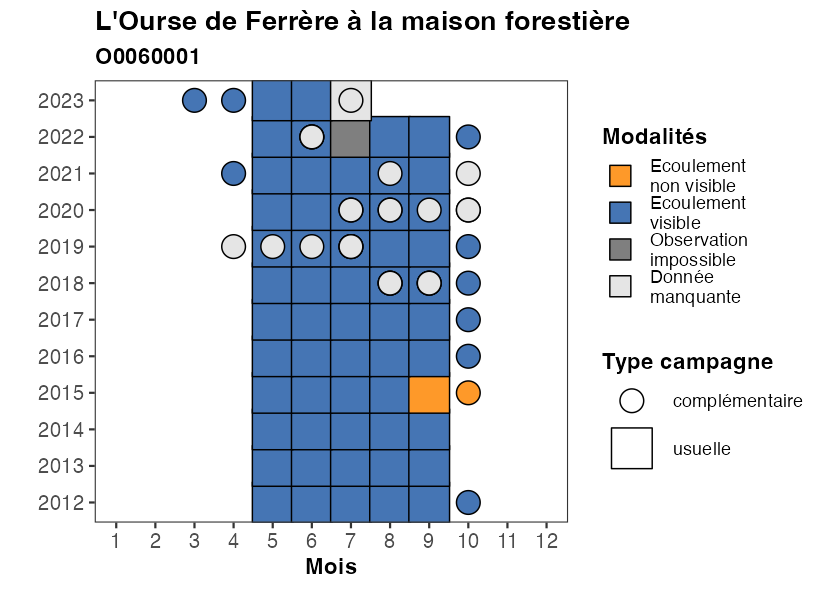 L'Ourse de Ferrère à la maison forestière
O0060001
2023
2022
2021
2020
2019
2018
2017
2016
2015
2014
2013
2012
1 2 3 4 5 6 7 8 9 10 11 12
Mois
Modalités
Ecoulement
non visible
Ecoulement
visible
Observation
impossible
Donnée
manquante
Type campagne
complémentaire
usuelle